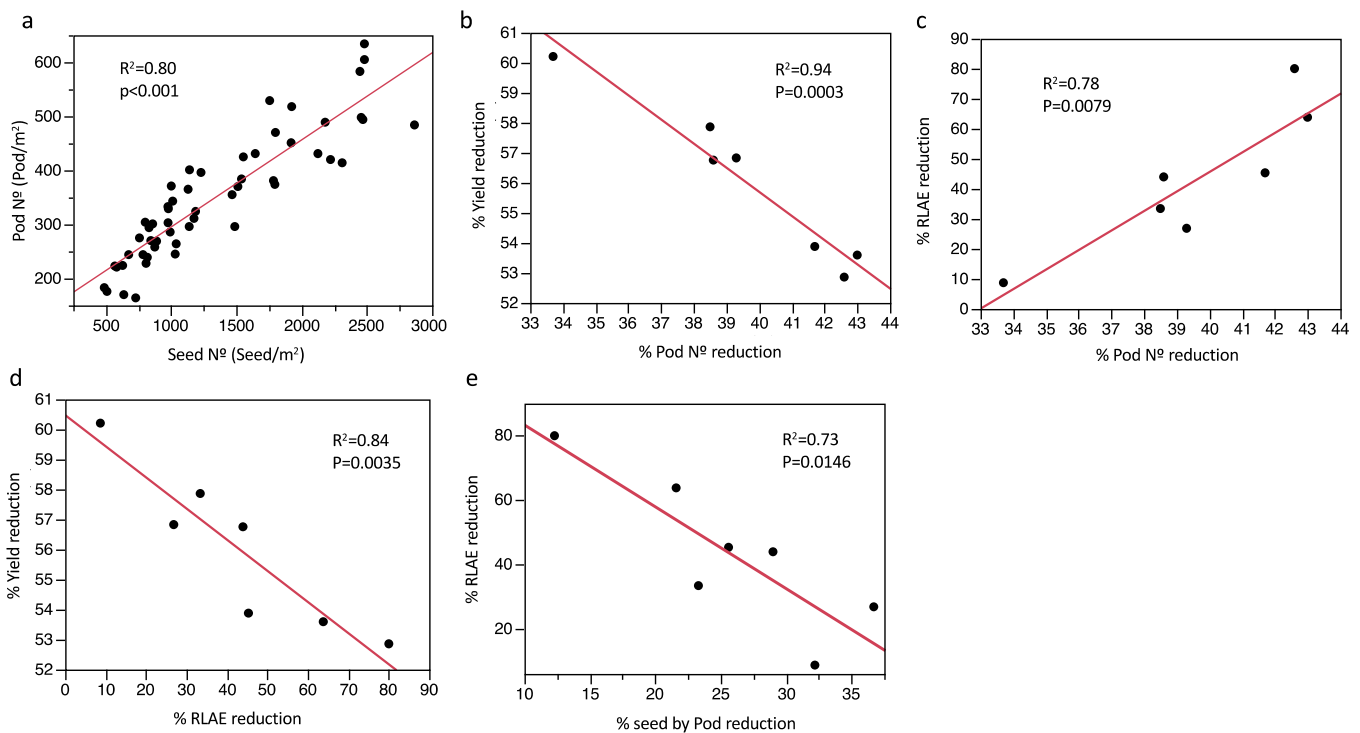 a
R²=0.80
p<0.001
600
500
400
300
200
Pod Nº (Pod/m²)
500 1000 1500 2000 2500 3000
Seed Nº (Seed/m²)
b
R²=0.94
P=0.0003
61
60
58
57
56
54
53
52
% Yield reduction
33 34 35 36 37 38 39 40 41 42 43 44
% Pod Nº reduction
c
R²=0.78
P=0.0079
90
80
70
60
50
40
30
20
10
0
% RLAE reduction
33 34 35 36 37 38 39 40 41 42 43 44
% Pod Nº reduction
d
R²=0.84
P=0.0035
61
60
58
57
56
55
54
53
52
% Yield reduction
0 10 20 30 40 50 60 70 80 90
% RLAE reduction
e
R²=0.73
P=0.0146
80
60
40
20
% RLAE reduction
10 15 20 25 30 35
% seed by Pod reduction